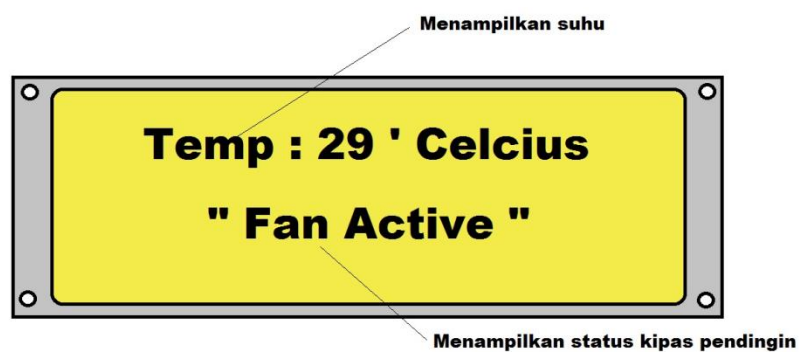 Menampilkan suhu
Temp : 29 ' Celcius
" Fan Active "
Menampilkan status kipas pendingin